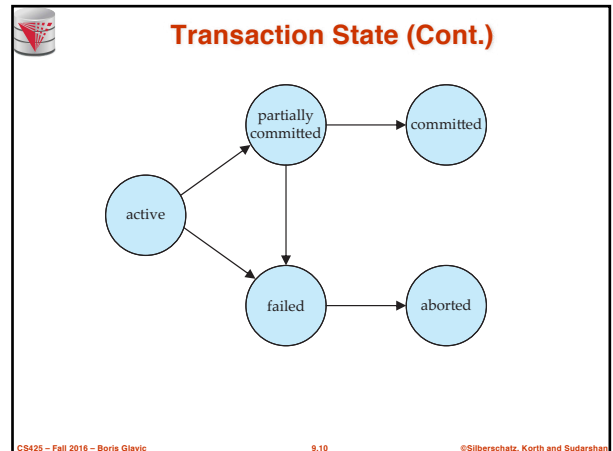 Transaction State (Cont.)
partially
committed
committed
active
failed
aborted
CS425 – Fall 2016 – Boris Glavic
9.10
©Silberschatz, Korth and Sudarshan